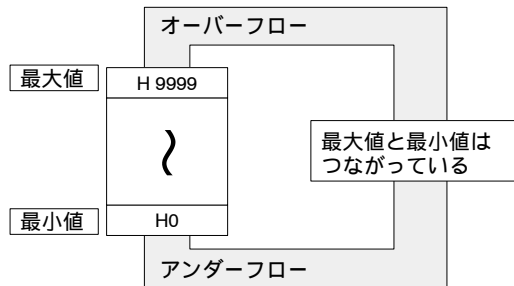 オーバーフロー
最大値
H 9999
最大値と最小値は
つながっている
最小値
H0
アンダーフロー